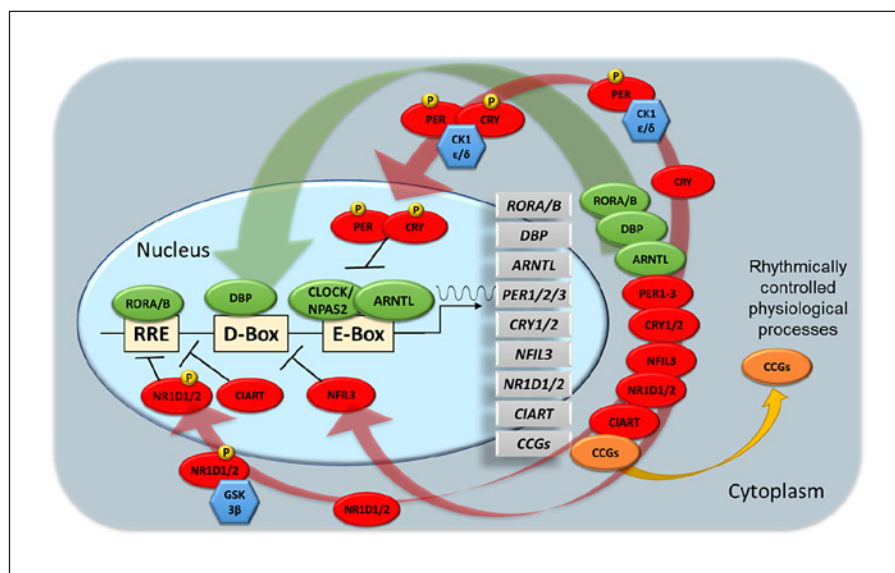 P
PER
P
CRY
CK1
ε/δ
P
PER
CK1
ε/δ
CRY
P
PER
P
CRY
Nucleus
RORA/B
DBP
CLOCK/
NPAS2
ARNTL
RRE
D-Box
E-Box
P
NR1D1/2
CIART
NFIL3
P
NR1D1/2
GSK
3β
NR1D1/2
RORA/B
DBP
ARNTL
PER1/2/3
CRY1/2
NFIL3
NR1D1/2
CIART
CCGs
RORA/B
DBP
ARNTL
PER1-3
CRY1/2
NFIL3
NR1D1/2
CIART
CCGs
Rhythmically
controlled
physiological
processes
CCGs
Cytoplasm